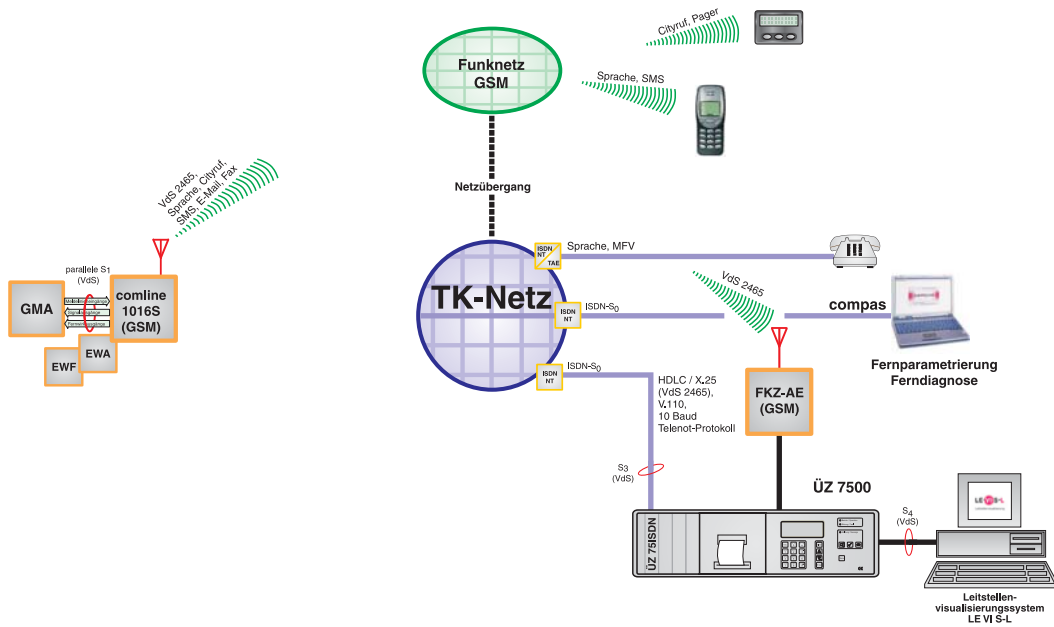 Cityruf, Pager
Funknetz
GSM
Sprache, SMS
Netzübergang
VdS 2465,
Sprache, Cityruf,
SMS, E-Mail, Fax
parallele S1
(VdS)
GMA
comline
1016S
(GSM)
EWA
EWF
TK-Netz
ISDN
NT
TAE
Sprache, MFV
ISDN
NT
ISDN-S0
VdS 2465
compas
Fernparametrierung
Ferndiagnose
ISDN
NT
ISDN-S0
HDLC / X.25
(VdS 2465),
V.110,
10 Baud
Telenot-Protokoll
FKZ-AE
(GSM)
S3
(VdS)
ÜZ 7500
ÜZ 75ISDN
S4
(VdS)
LE VI S-L
Leitstellen-
visualisierungssystem
LE VI S-L